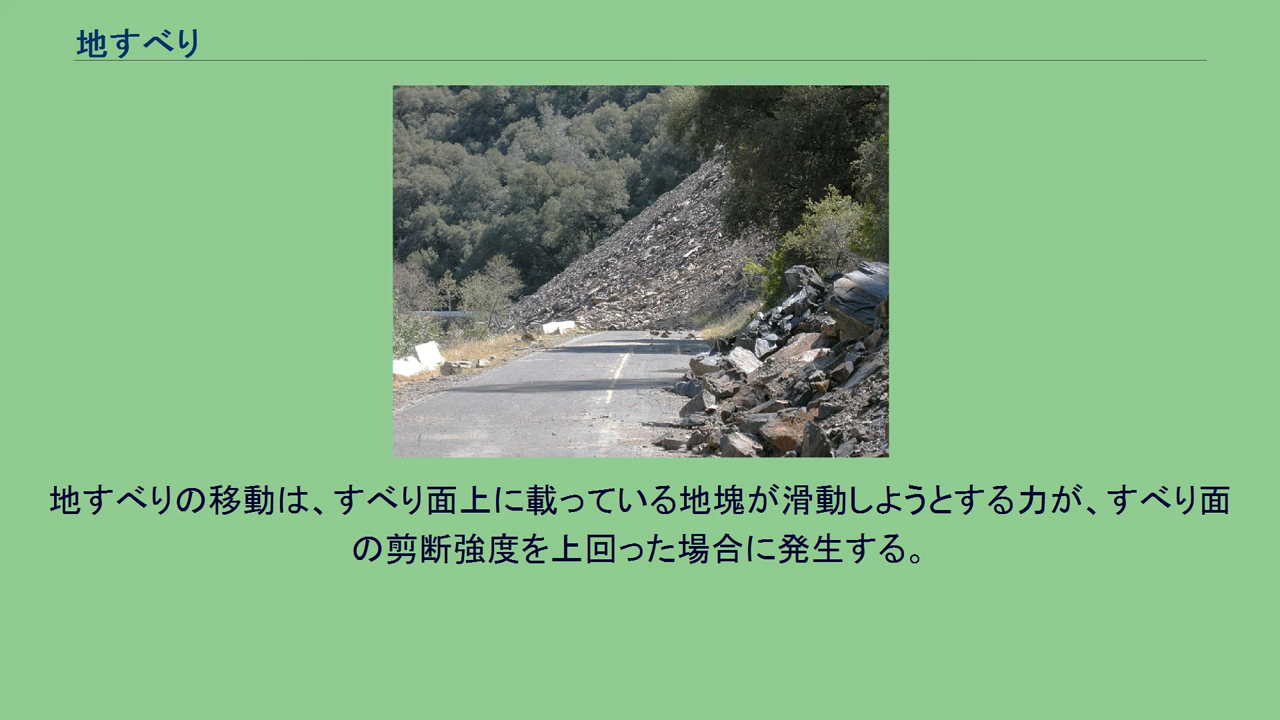 地すべり
地すべりの移動は、すべり面上に載っている地塊が滑動しようとする力が、すべり面
の剪断強度を上回った場合に発生する。